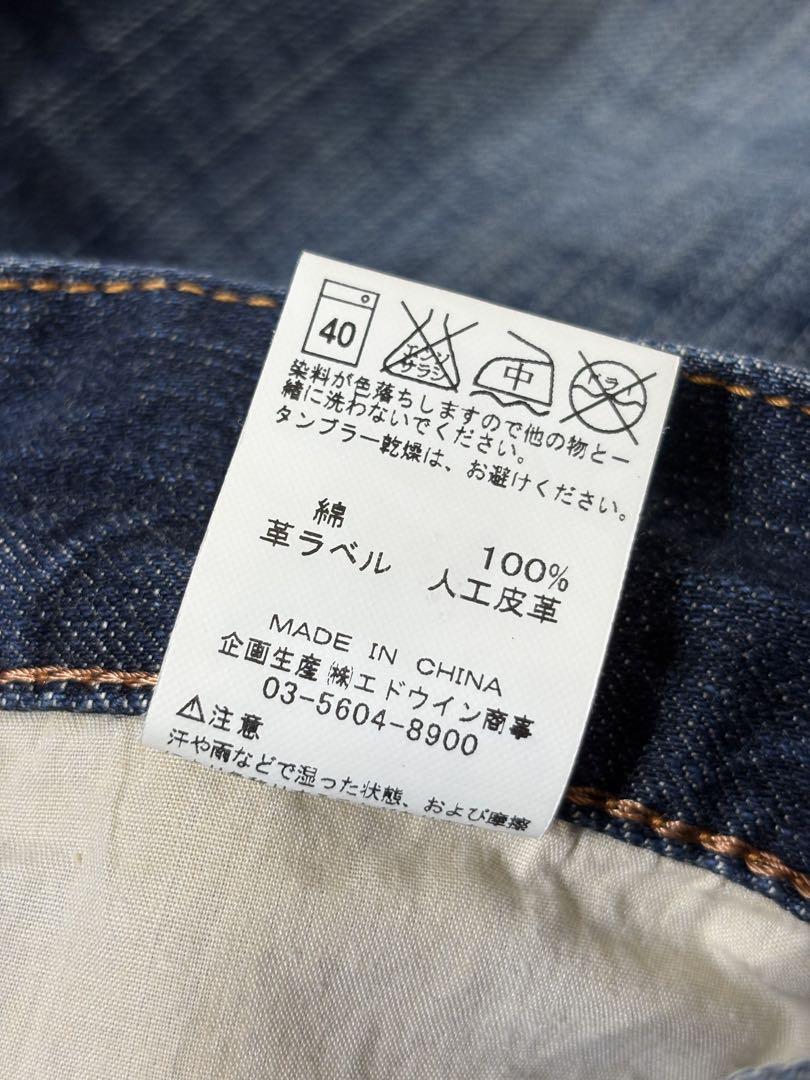 40 エンソサラシ 中 ドライ
染料が色落ちしますので他の物と一
緒に洗わないでください。
タンブラー乾燥は、お避けください。
綿 100%
革ラベル 人工皮革
MADE IN CHINA
企画生産 ㈱エドウイン商事
03-5604-8900
⚠注意
汗や雨などで湿った状態、および摩擦